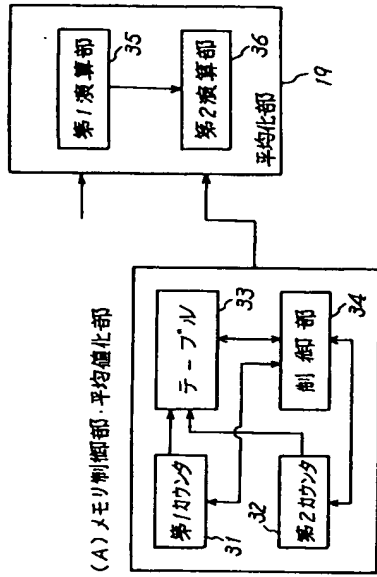 (A) メモリ制御部・平均値化部
第1カウンタ
31
第2カウンタ
32
テーブル
33
制御部
34
第1演算部
35
第2演算部
36
平均化部
19